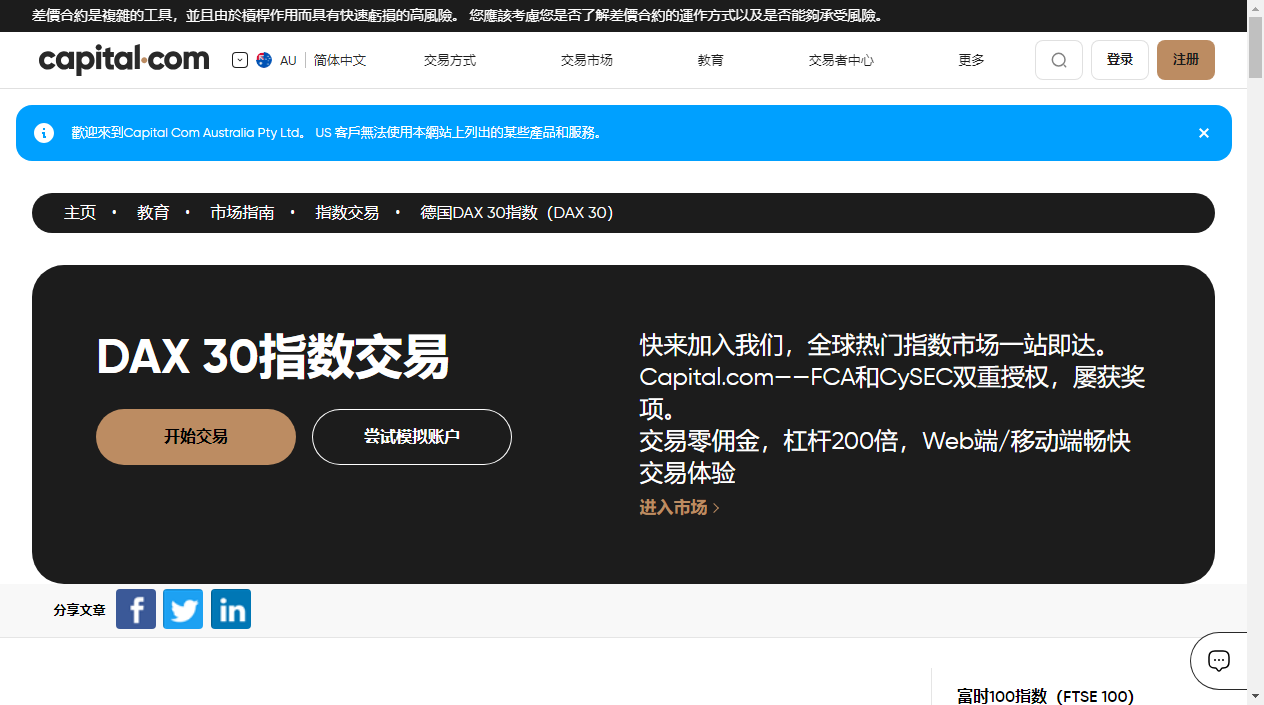 差價合約是複雜的工具，並且由於槓桿作用而具有快速虧損的高風險。 您應該考慮您是否了解差價合約的運作方式以及是否能夠承受風險。
capital.com AU 简体中文 交易方式 交易市场 教育 交易者中心 更多 登录 注册
歡迎來到Capital Com Australia Pty Ltd。 US 客戶無法使用本網站上列出的某些產品和服務。
主页 • 教育 • 市场指南 • 指数交易 • 德国DAX 30指数（DAX 30）
DAX 30指数交易
开始交易 尝试模拟账户
快来加入我们，全球热门指数市场一站即达。
Capital.com——FCA和CySEC双重授权，屡获奖
项。
交易零佣金，杠杆200倍，Web端/移动端畅快
交易体验
进入市场
分享文章
富时100指数（FTSE 100）